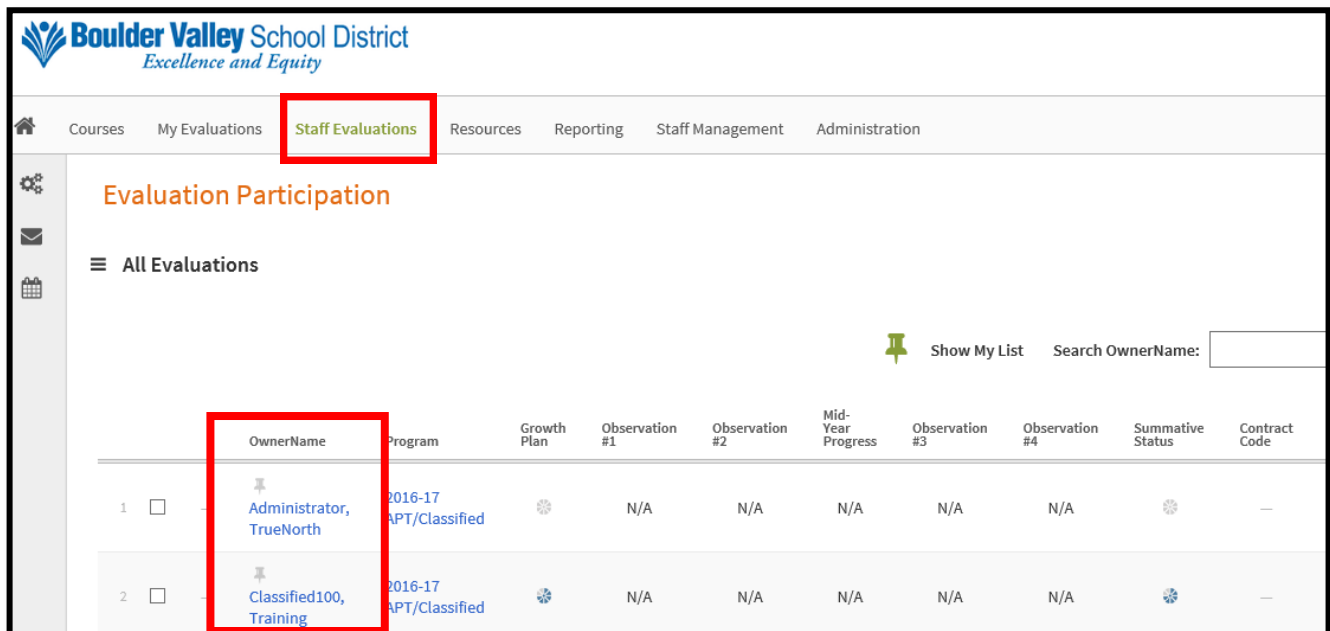 Boulder Valley School District
Excellence and Equity
Courses My Evaluations Staff Evaluations Resources Reporting Staff Management Administration
Evaluation Participation
All Evaluations
Show My List Search OwnerName:
OwnerName Program Growth Plan Observation #1 Observation #2 Mid-Year Progress Observation #3 Observation #4 Summative Status Contract Code
1 Administrator, TrueNorth 2016-17 APT/Classified N/A N/A N/A N/A N/A —
2 Classified100, Training 2016-17 APT/Classified N/A N/A N/A N/A N/A —